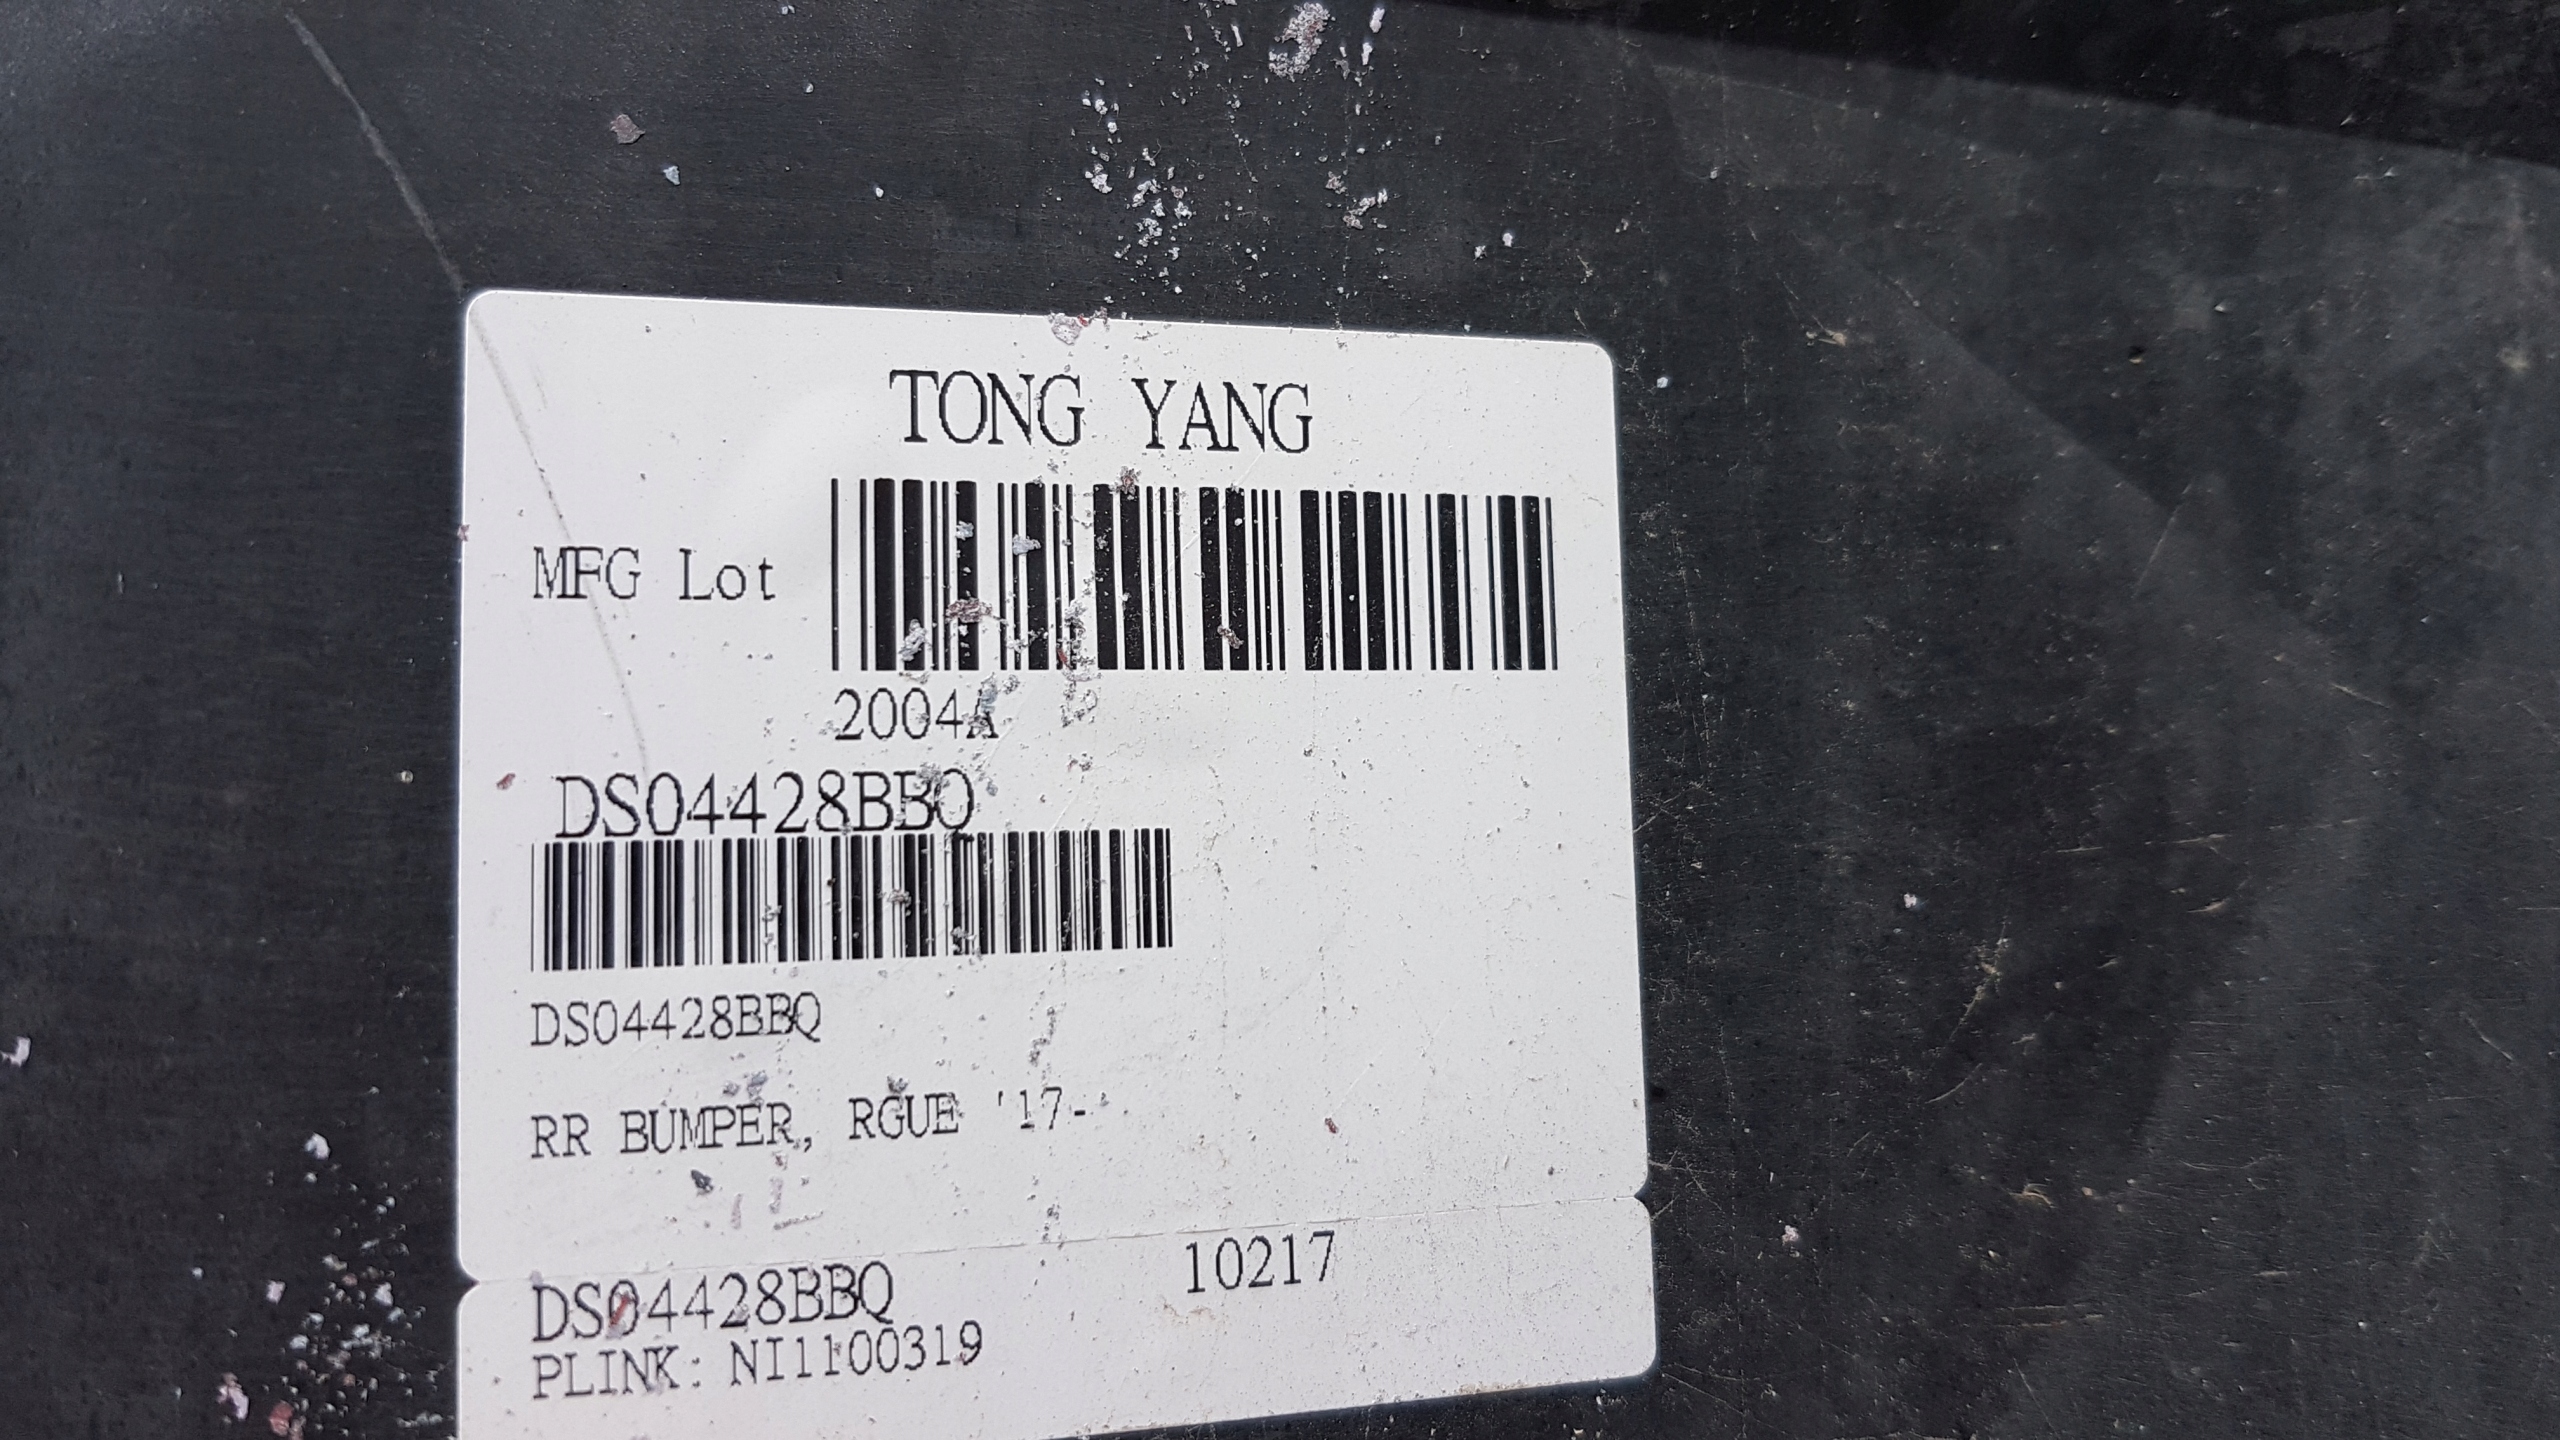 TONG YANG
MFG Lot
2004A
DS04428BBQ
DS04428BBQ
RR BUMPER, RGUE '17-
DS04428BBQ 10217
PLINK: NI1100319